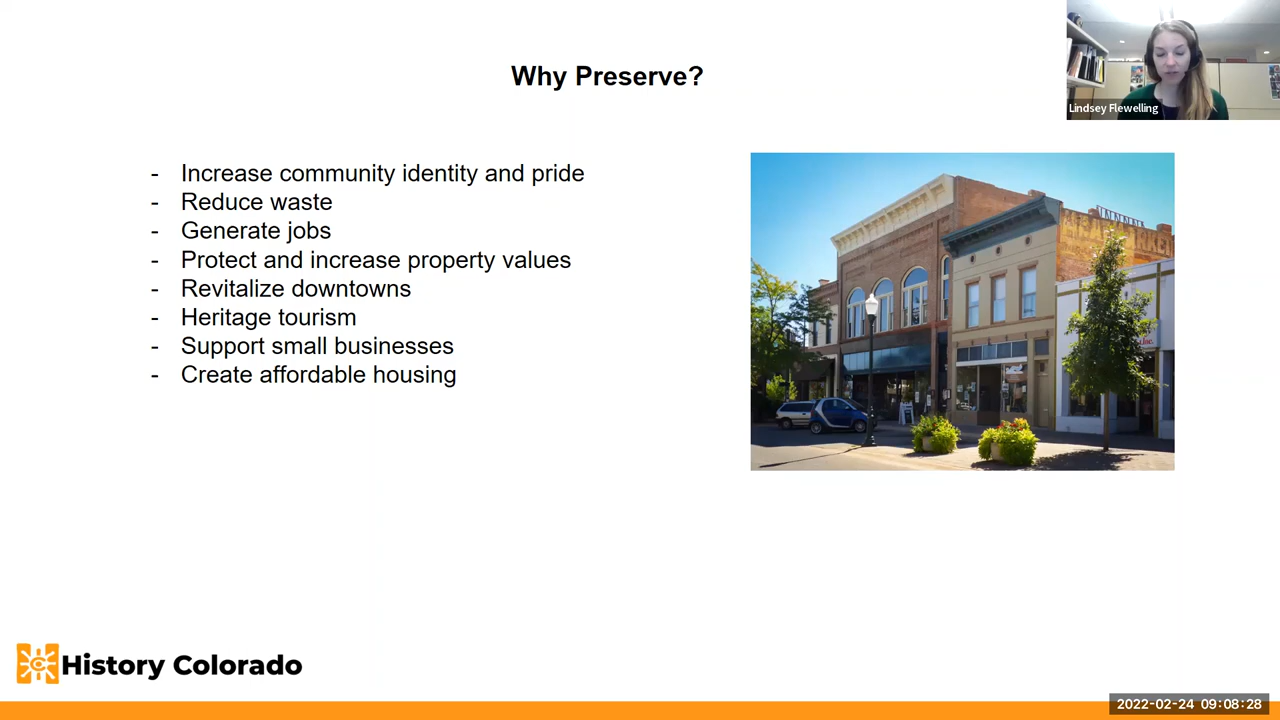 Why Preserve?
Lindsey Flewelling
- Increase community identity and pride
- Reduce waste
- Generate jobs
- Protect and increase property values
- Revitalize downtowns
- Heritage tourism
- Support small businesses
- Create affordable housing
History Colorado
2022-02-24 09:08:28